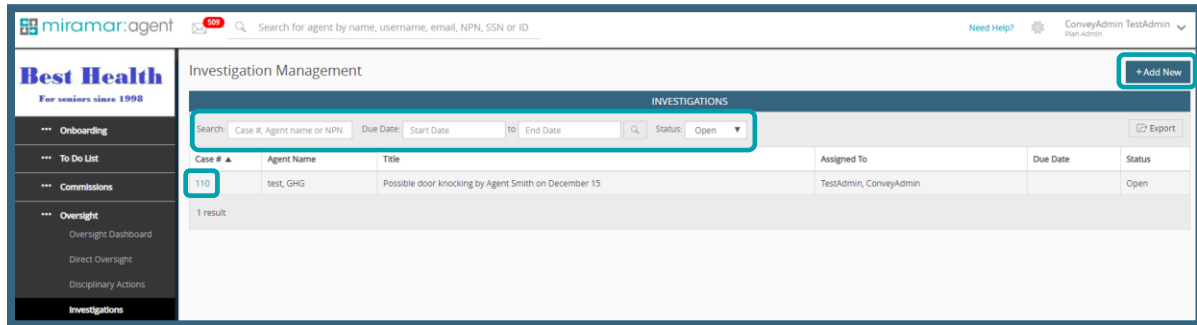 miramar:agent
509
Search for agent by name, username, email, NPN, SSN or ID
Need Help?
ConveyAdmin TestAdmin
Plan Admin
Best Health
For seniors since 1998
Investigation Management
+ Add New
INVESTIGATIONS
Search: Case #, Agent name or NPN Due Date: Start Date to End Date Status: Open Export
Case # Agent Name Title Assigned To Due Date Status
110 test, GHG Possible door knocking by Agent Smith on December 15 TestAdmin, ConveyAdmin Open
1 result
Onboarding
To Do List
Commissions
Oversight
Oversight Dashboard
Direct Oversight
Disciplinary Actions
Investigations